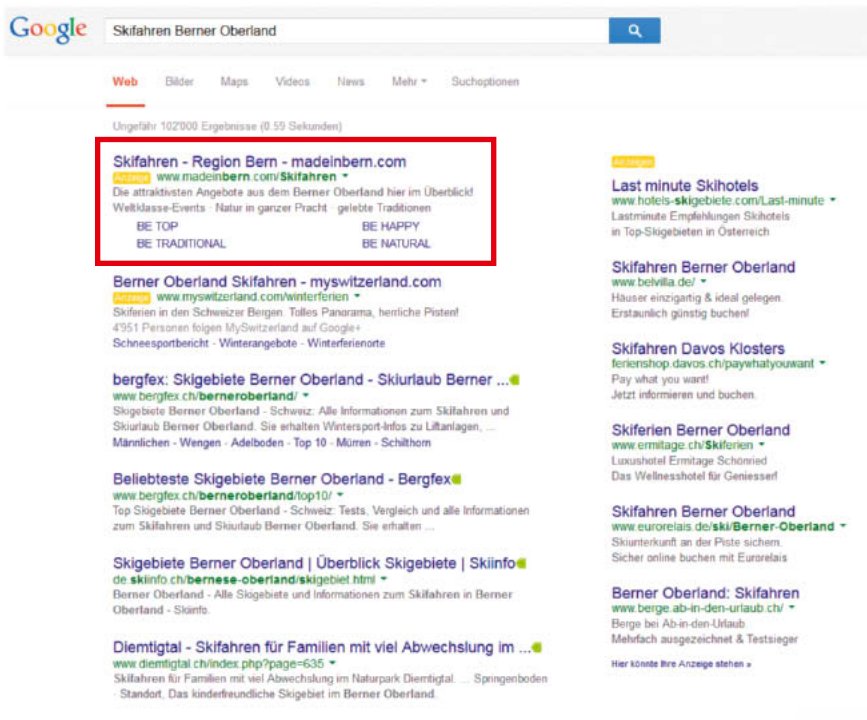 Google
Skifahren Berner Oberland
Web Bilder Maps Videos News Mehr Suchoptionen
Ungefähr 102'000 Ergebnisse (0.59 Sekunden)
Skifahren - Region Bern - madeinbern.com
Anzeige www.madeinbern.com/Skifahren
Die attraktivsten Angebote aus dem Berner Oberland hier im Überblick!
Weltklasse-Events · Natur in ganzer Pracht · gelebte Traditionen
BE TOP BE HAPPY
BE TRADITIONAL BE NATURAL
Berner Oberland Skifahren - myswitzerland.com
Anzeige www.myswitzerland.com/winterferien
Skiferien in den Schweizer Bergen. Tolles Panorama, herrliche Pisten!
4'951 Personen folgen MySwitzerland auf Google+
Schneesportbericht - Winterangebote - Winterferienorte
bergfex: Skigebiete Berner Oberland - Skiurlaub Berner ...
www.bergfex.ch/berneroberland/
Skigebiete Berner Oberland - Schweiz: Alle Informationen zum Skifahren und
Skiurlaub Berner Oberland. Sie erhalten Wintersport-Infos zu Liftanlagen, ...
Männlichen - Wengen - Adelboden - Top 10 - Mürren - Schilthorn
Beliebteste Skigebiete Berner Oberland - Bergfex
www.bergfex.ch/berneroberland/top10/
Top Skigebiete Berner Oberland - Schweiz: Tests, Vergleich und alle Informationen
zum Skifahren und Skiurlaub Berner Oberland. Sie erhalten ...
Skigebiete Berner Oberland | Überblick Skigebiete | Skiinfo
de.skiinfo.ch/bernese-oberland/skigebiet.html
Berner Oberland - Alle Skigebiete und Informationen zum Skifahren in Berner
Oberland - Skiinfo.
Diemtigtal - Skifahren für Familien mit viel Abwechslung im ...
www.diemtigtal.ch/index.php?page=635
Skifahren für Familien mit viel Abwechslung im Naturpark Diemtigtal. ... Springenboden
· Standort, Das kinderfreundliche Skigebiet im Berner Oberland.
Anzeigen
Last minute Skihotels
www.hotels-skigebiete.com/Last-minute
Lastminute Empfehlungen Skihotels
in Top-Skigebieten in Österreich
Skifahren Berner Oberland
www.belvilla.de/
Häuser einzigartig & ideal gelegen.
Erstaunlich günstig buchen!
Skifahren Davos Klosters
ferienshop.davos.ch/paywhatyouwant
Pay what you want!
Jetzt informieren und buchen.
Skiferien Berner Oberland
www.ermitage.ch/Skiferien
Luxushotel Ermitage Schönried
Das Wellnesshotel für Geniesser!
Skifahren Berner Oberland
www.eurorelais.de/ski/Berner-Oberland
Skiunterkunft an der Piste sichern.
Sicher online buchen mit Eurorelais
Berner Oberland: Skifahren
www.berge.ab-in-den-urlaub.ch/
Berge bei Ab-in-den-Urlaub
Mehrfach ausgezeichnet & Testsieger
Hier könnte Ihre Anzeige stehen »